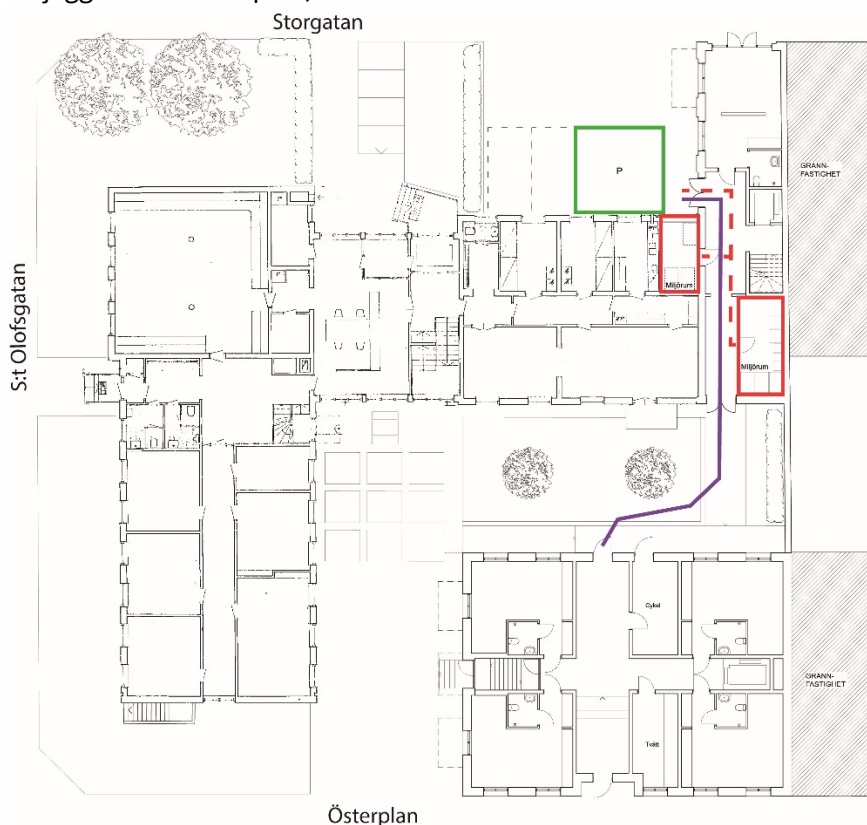 Storgatan
P
GRANN-
FASTIGHET
Miljörum
Miljörum
S:t Olofsgatan
Cykel
GRANN-
FASTIGHET
Tvätt
Österplan